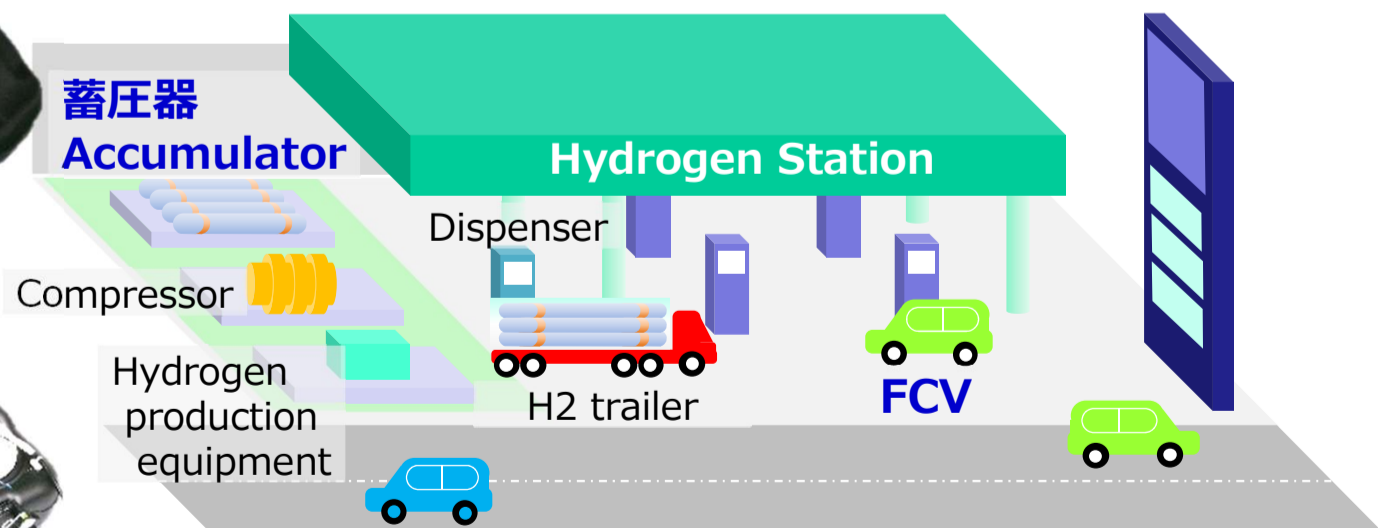 蓄圧器
Accumulator
Hydrogen Station
Dispenser
Compressor
Hydrogen
production
equipment
H2 trailer
FCV